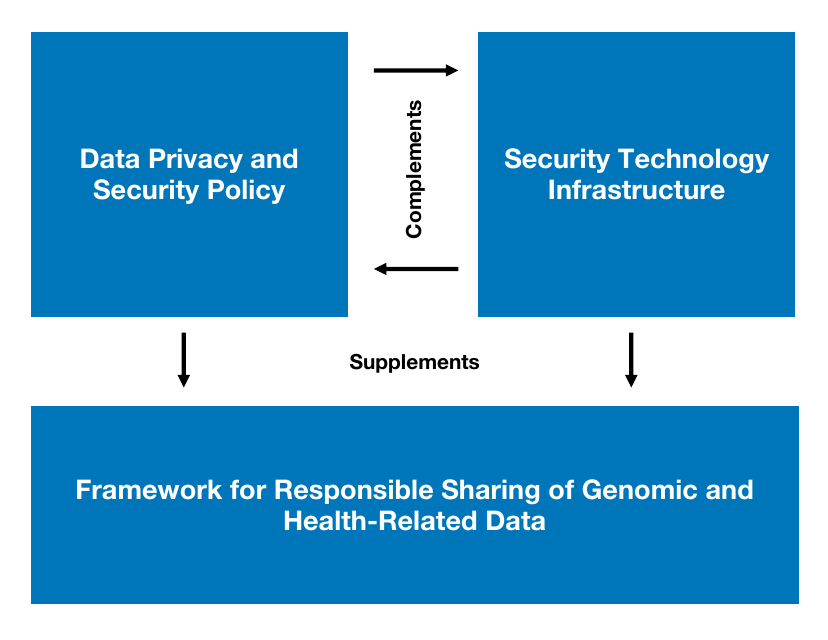 Data Privacy and
Security Policy
Complements
Security Technology
Infrastructure
Supplements
Framework for Responsible Sharing of Genomic and
Health-Related Data